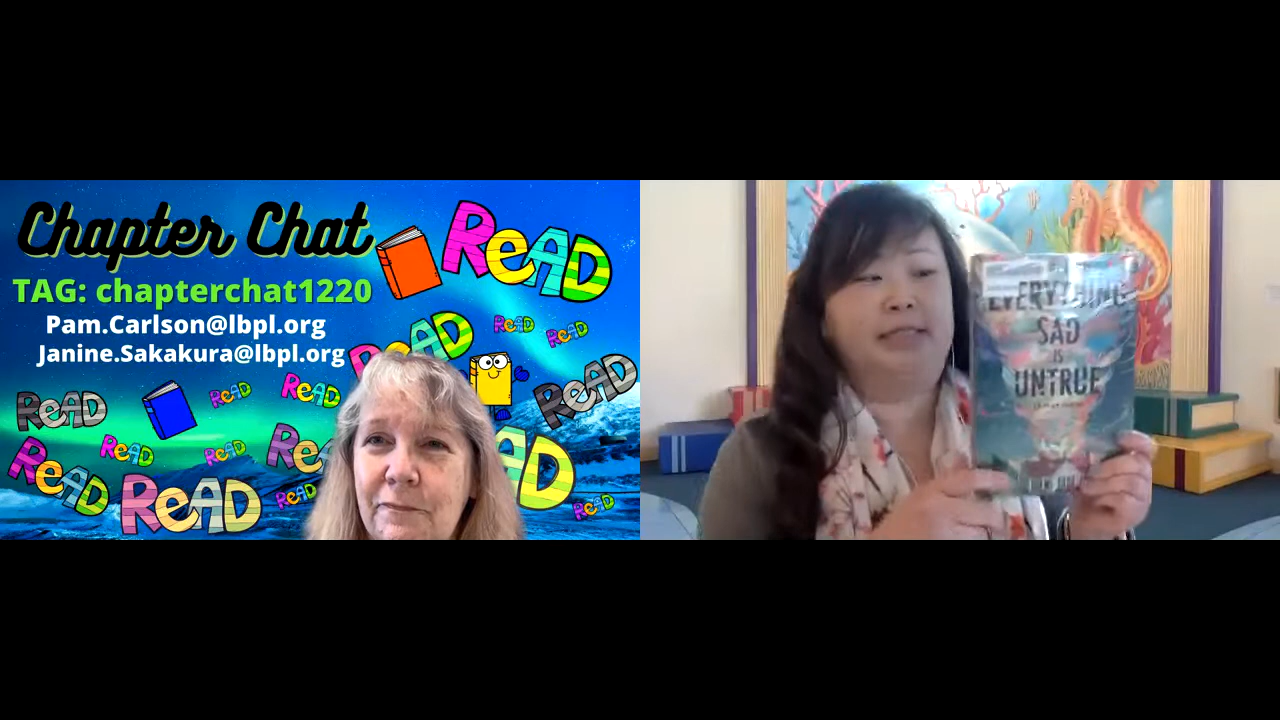 Chapter Chat
TAG: chapterchat1220
Pam.Carlson@lbpl.org
Janine.Sakakura@lbpl.org
READ
READ
READ
READ
READ
READ
READ
READ
READ
READ
READ
READ
READ
READ
EVERYTHING
SAD
IS
UNTRUE